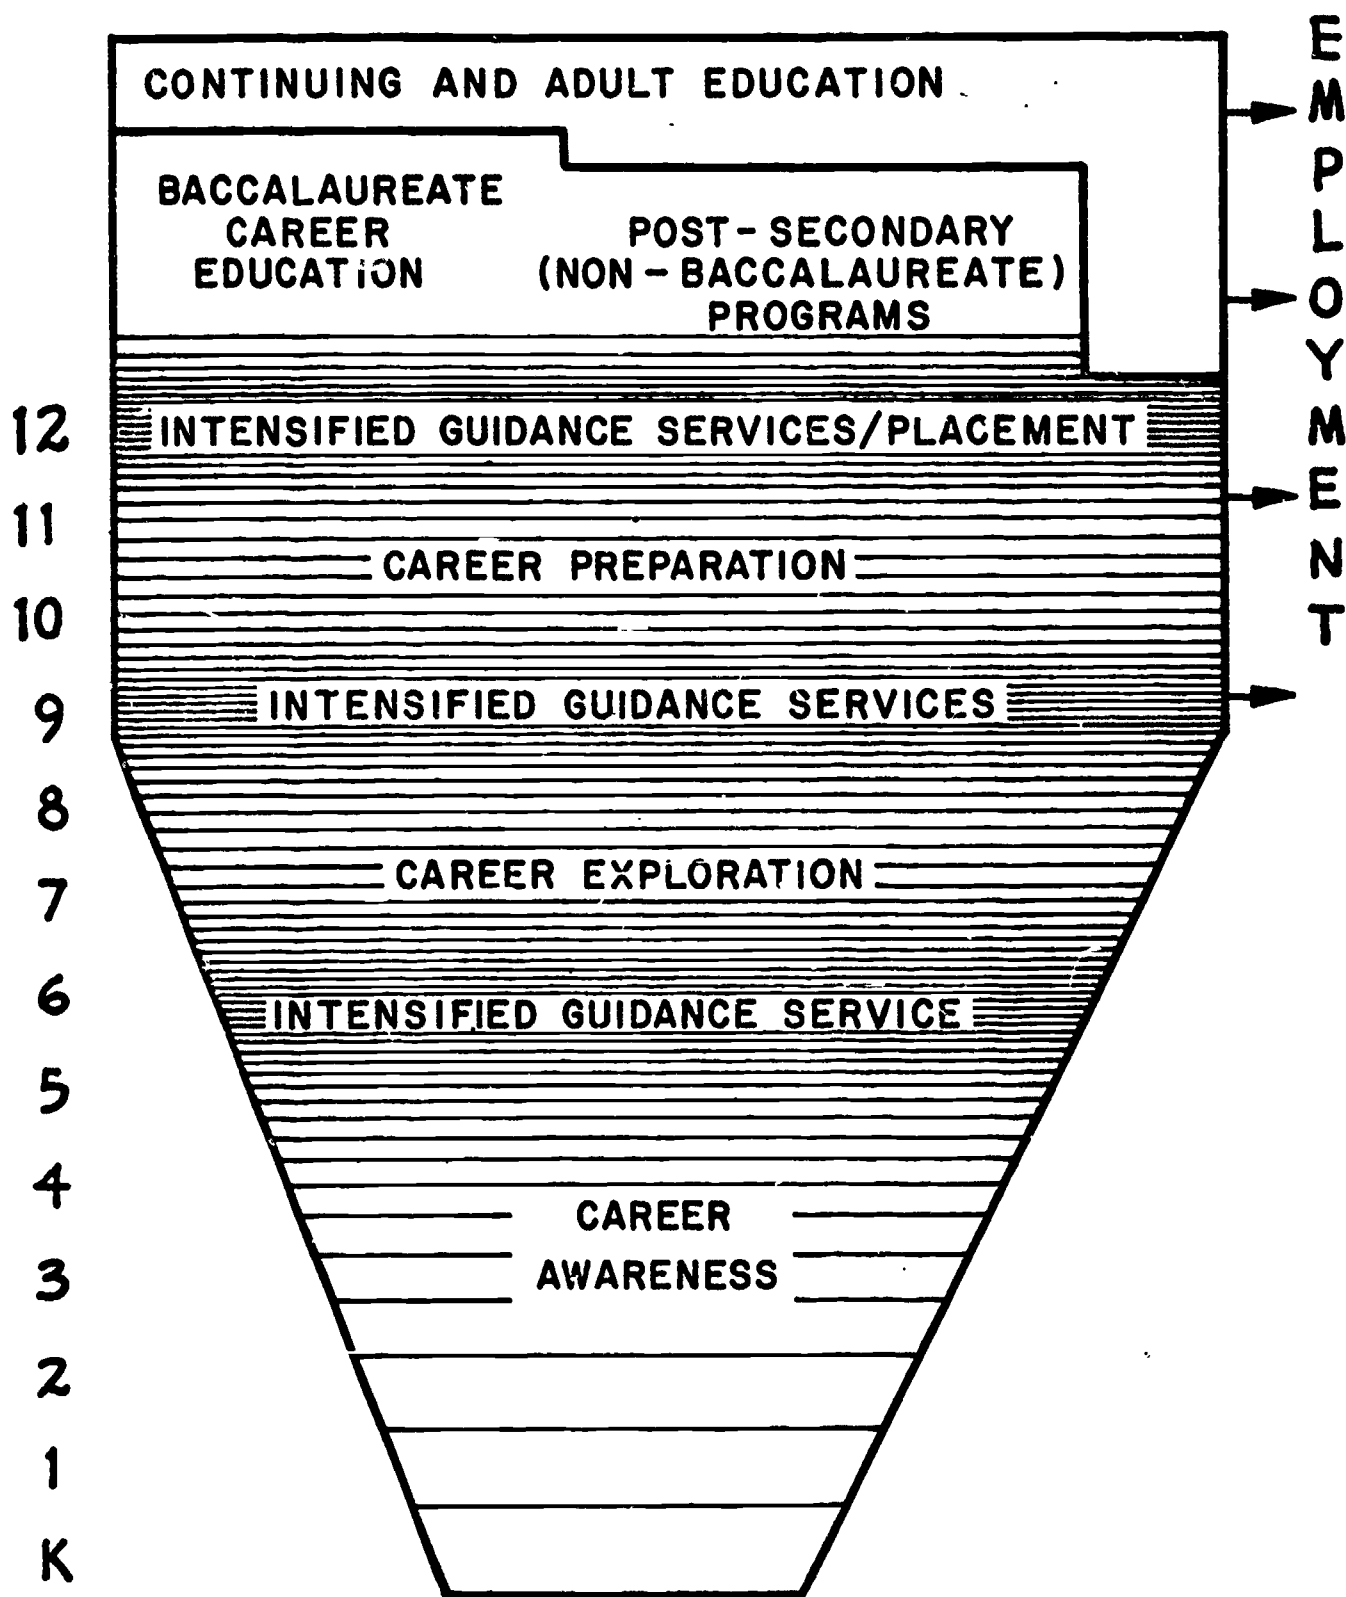 CONTINUING AND ADULT EDUCATION
BACCALAUREATE
CAREER
EDUCATION
POST-SECONDARY
(NON-BACCALAUREATE)
PROGRAMS
12
INTENSIFIED GUIDANCE SERVICES/PLACEMENT
11
CAREER PREPARATION
10
9
INTENSIFIED GUIDANCE SERVICES
8
7
CAREER EXPLORATION
6
INTENSIFIED GUIDANCE SERVICE
5
4
CAREER
AWARENESS
3
2
1
K
EMPLOYMENT